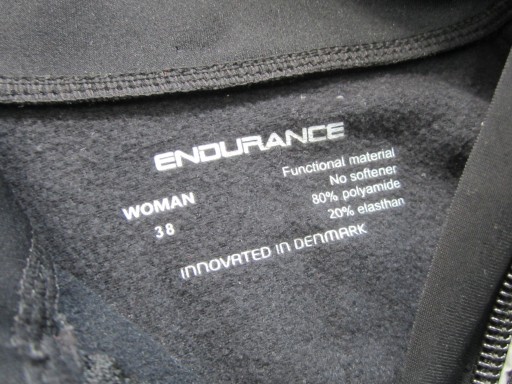 ENDURANCE
WOMAN
38
Functional material
No softener
80% polyamide
20% elasthan
INNOVATED IN DENMARK